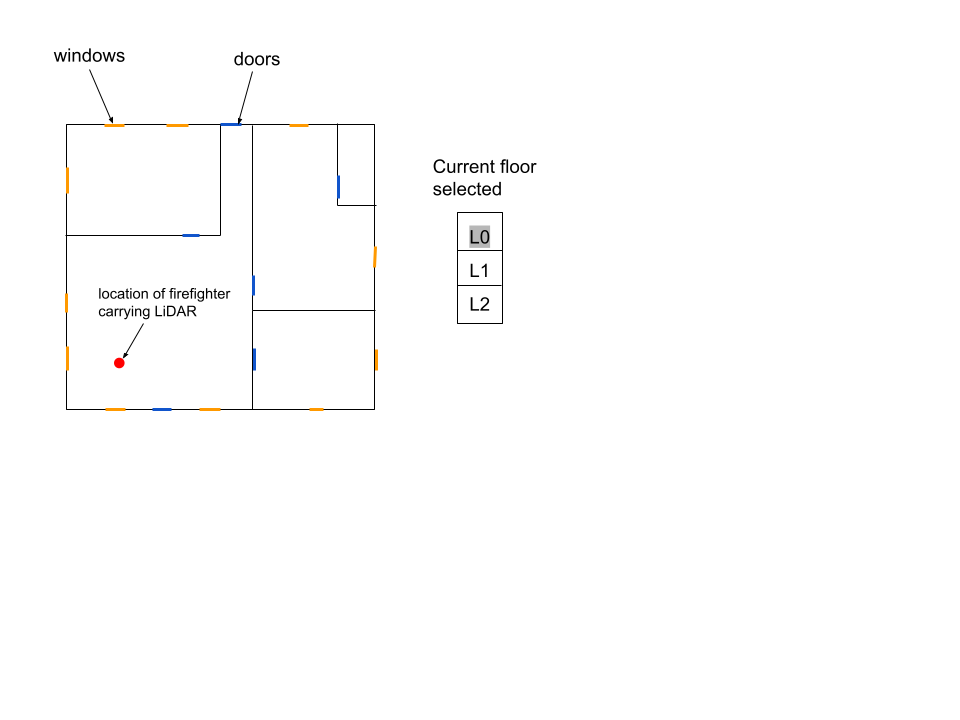 windows
doors
Current floor
selected
L0
L1
L2
location of firefighter
carrying LiDAR